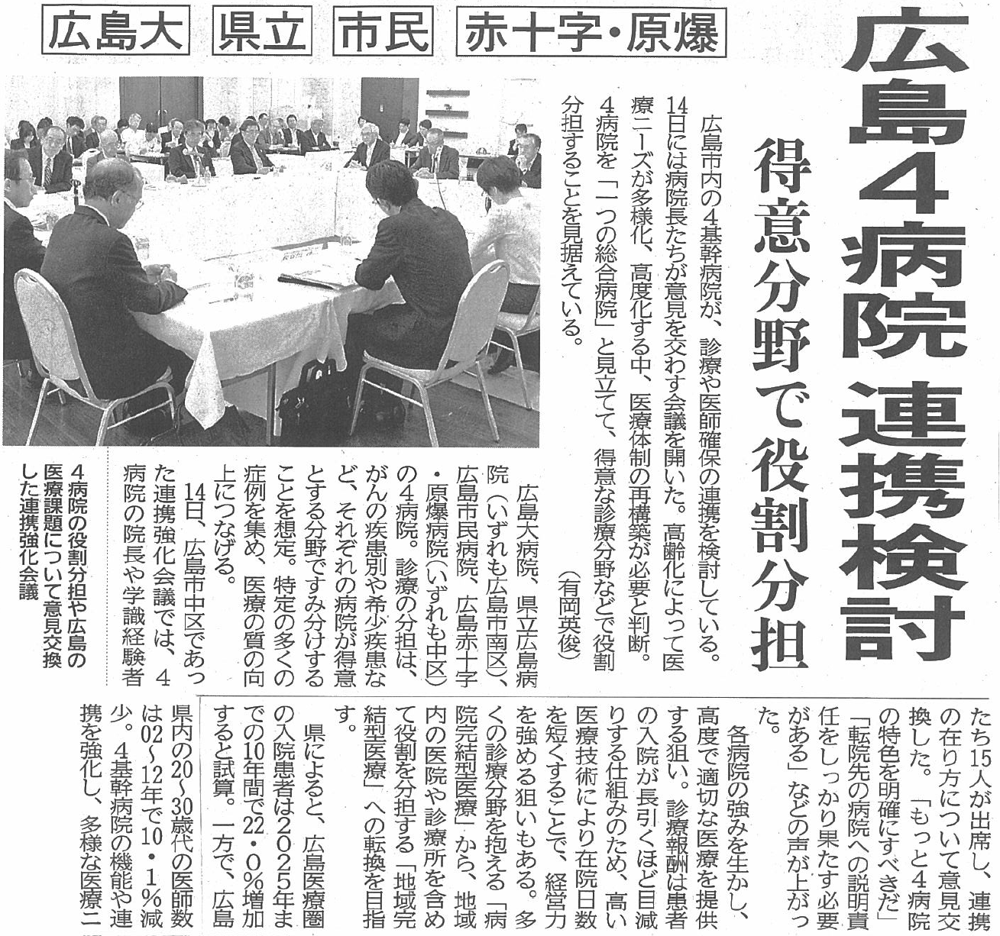 広島4病院 連携検討
得意分野で役割分担
広島大 県立 市民 赤十字・原爆
広島市内の4基幹病院が、診療や医師確保の連携を検討している。
14日には病院長たちが意見を交わす会議を開いた。高齢化によって医
療ニーズが多様化、高度化する中、医療体制の再構築が必要と判断。
4病院を「一つの総合病院」と見立てて、得意な診療分野などで役割
分担することを見据えている。
(有岡英俊)
広島大病院、県立広島病
院(いずれも広島市南区)、
広島市民病院、広島赤十字
・原爆病院(いずれも中区)
の4病院。診療の分担は、
がんの疾患別や希少疾患な
ど、それぞれの病院が得意
とする分野ですみ分けする
ことを想定。特定の多くの
症例を集め、医療の質の向
上につなげる。
14日、広島市中区であっ
た連携強化会議では、4
病院の院長や学識経験者
4病院の役割分担や広島の
医療課題について意見交換
した連携強化会議
たち15人が出席し、連携
の在り方について意見交
換した。「もっと4病院
の特色を明確にすべきだ」
「転院先の病院への説明責
任をしっかり果たす必要
がある」などの声が上がっ
た。
各病院の強みを生かし、
高度で適切な医療を提供
する狙い。診療報酬は患者
の入院が長引くほど目減
りする仕組みのため、高い
医療技術により在院日数
を短くすることで、経営力
を強める狙いもある。多
くの診療分野を抱える「病
院完結型医療」から、地域
内の医院や診療所を含め
て役割を分担する「地域完
結型医療」への転換を目指
す。
県によると、広島医療圏
の入院患者は2025年ま
での10年間で22・0%増加
すると試算。一方で、広島
県内の20~30歳代の医師数
は02~12年で10・1%減
少。4基幹病院の機能や連
携を強化し、多様な医療ニ